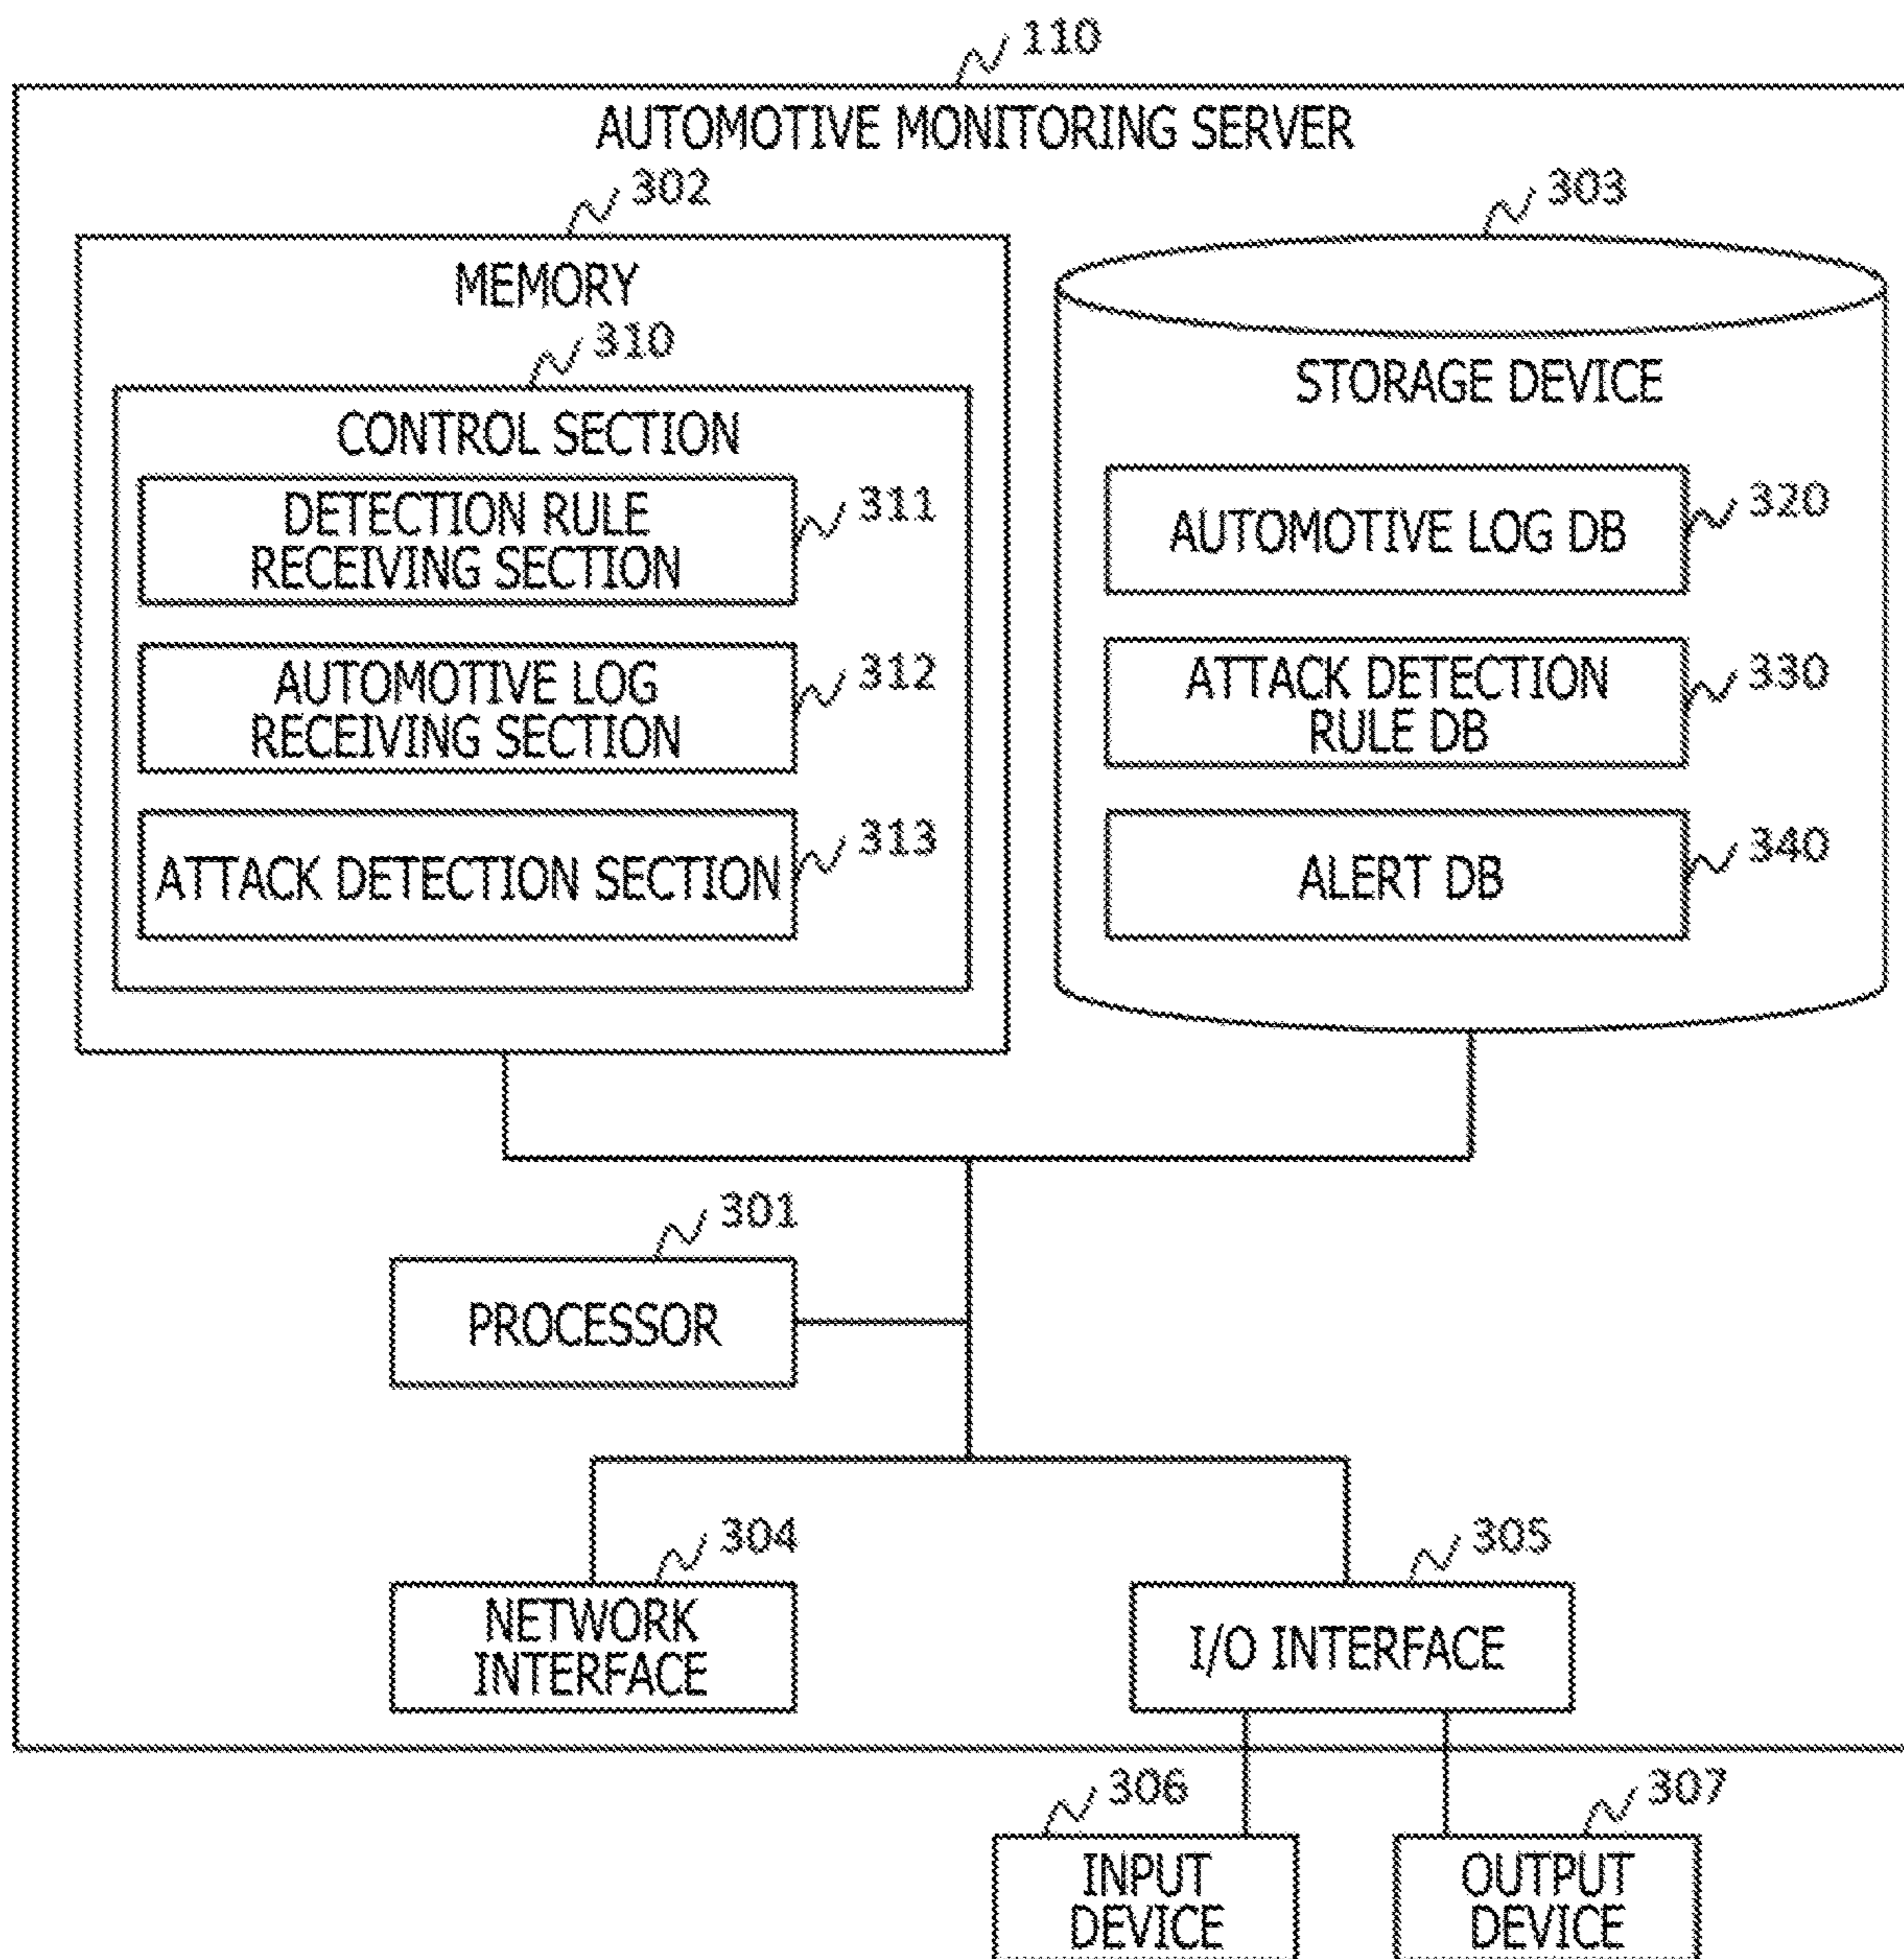 110
AUTOMOTIVE MONITORING SERVER
302
303
MEMORY
310
CONTROL SECTION
DETECTION RULE
RECEIVING SECTION
311
AUTOMOTIVE LOG
RECEIVING SECTION
312
ATTACK DETECTION SECTION
313
STORAGE DEVICE
AUTOMOTIVE LOG DB
320
ATTACK DETECTION
RULE DB
330
ALERT DB
340
301
PROCESSOR
304
NETWORK
INTERFACE
305
I/O INTERFACE
306
INPUT
DEVICE
307
OUTPUT
DEVICE